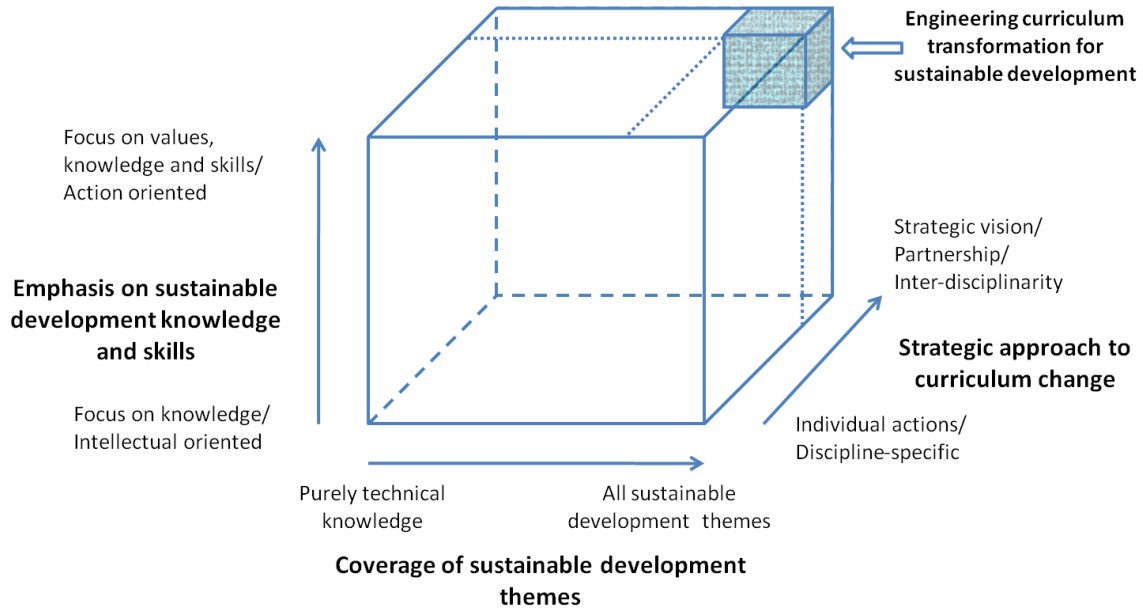 Engineering curriculum
transformation for
sustainable development
Focus on values,
knowledge and skills/
Action oriented
Strategic vision/
Partnership/
Inter-disciplinarity
Emphasis on sustainable
development knowledge
and skills
Strategic approach to
curriculum change
Focus on knowledge/
Intellectual oriented
Individual actions/
Discipline-specific
Purely technical
knowledge
All sustainable
development themes
Coverage of sustainable development
themes